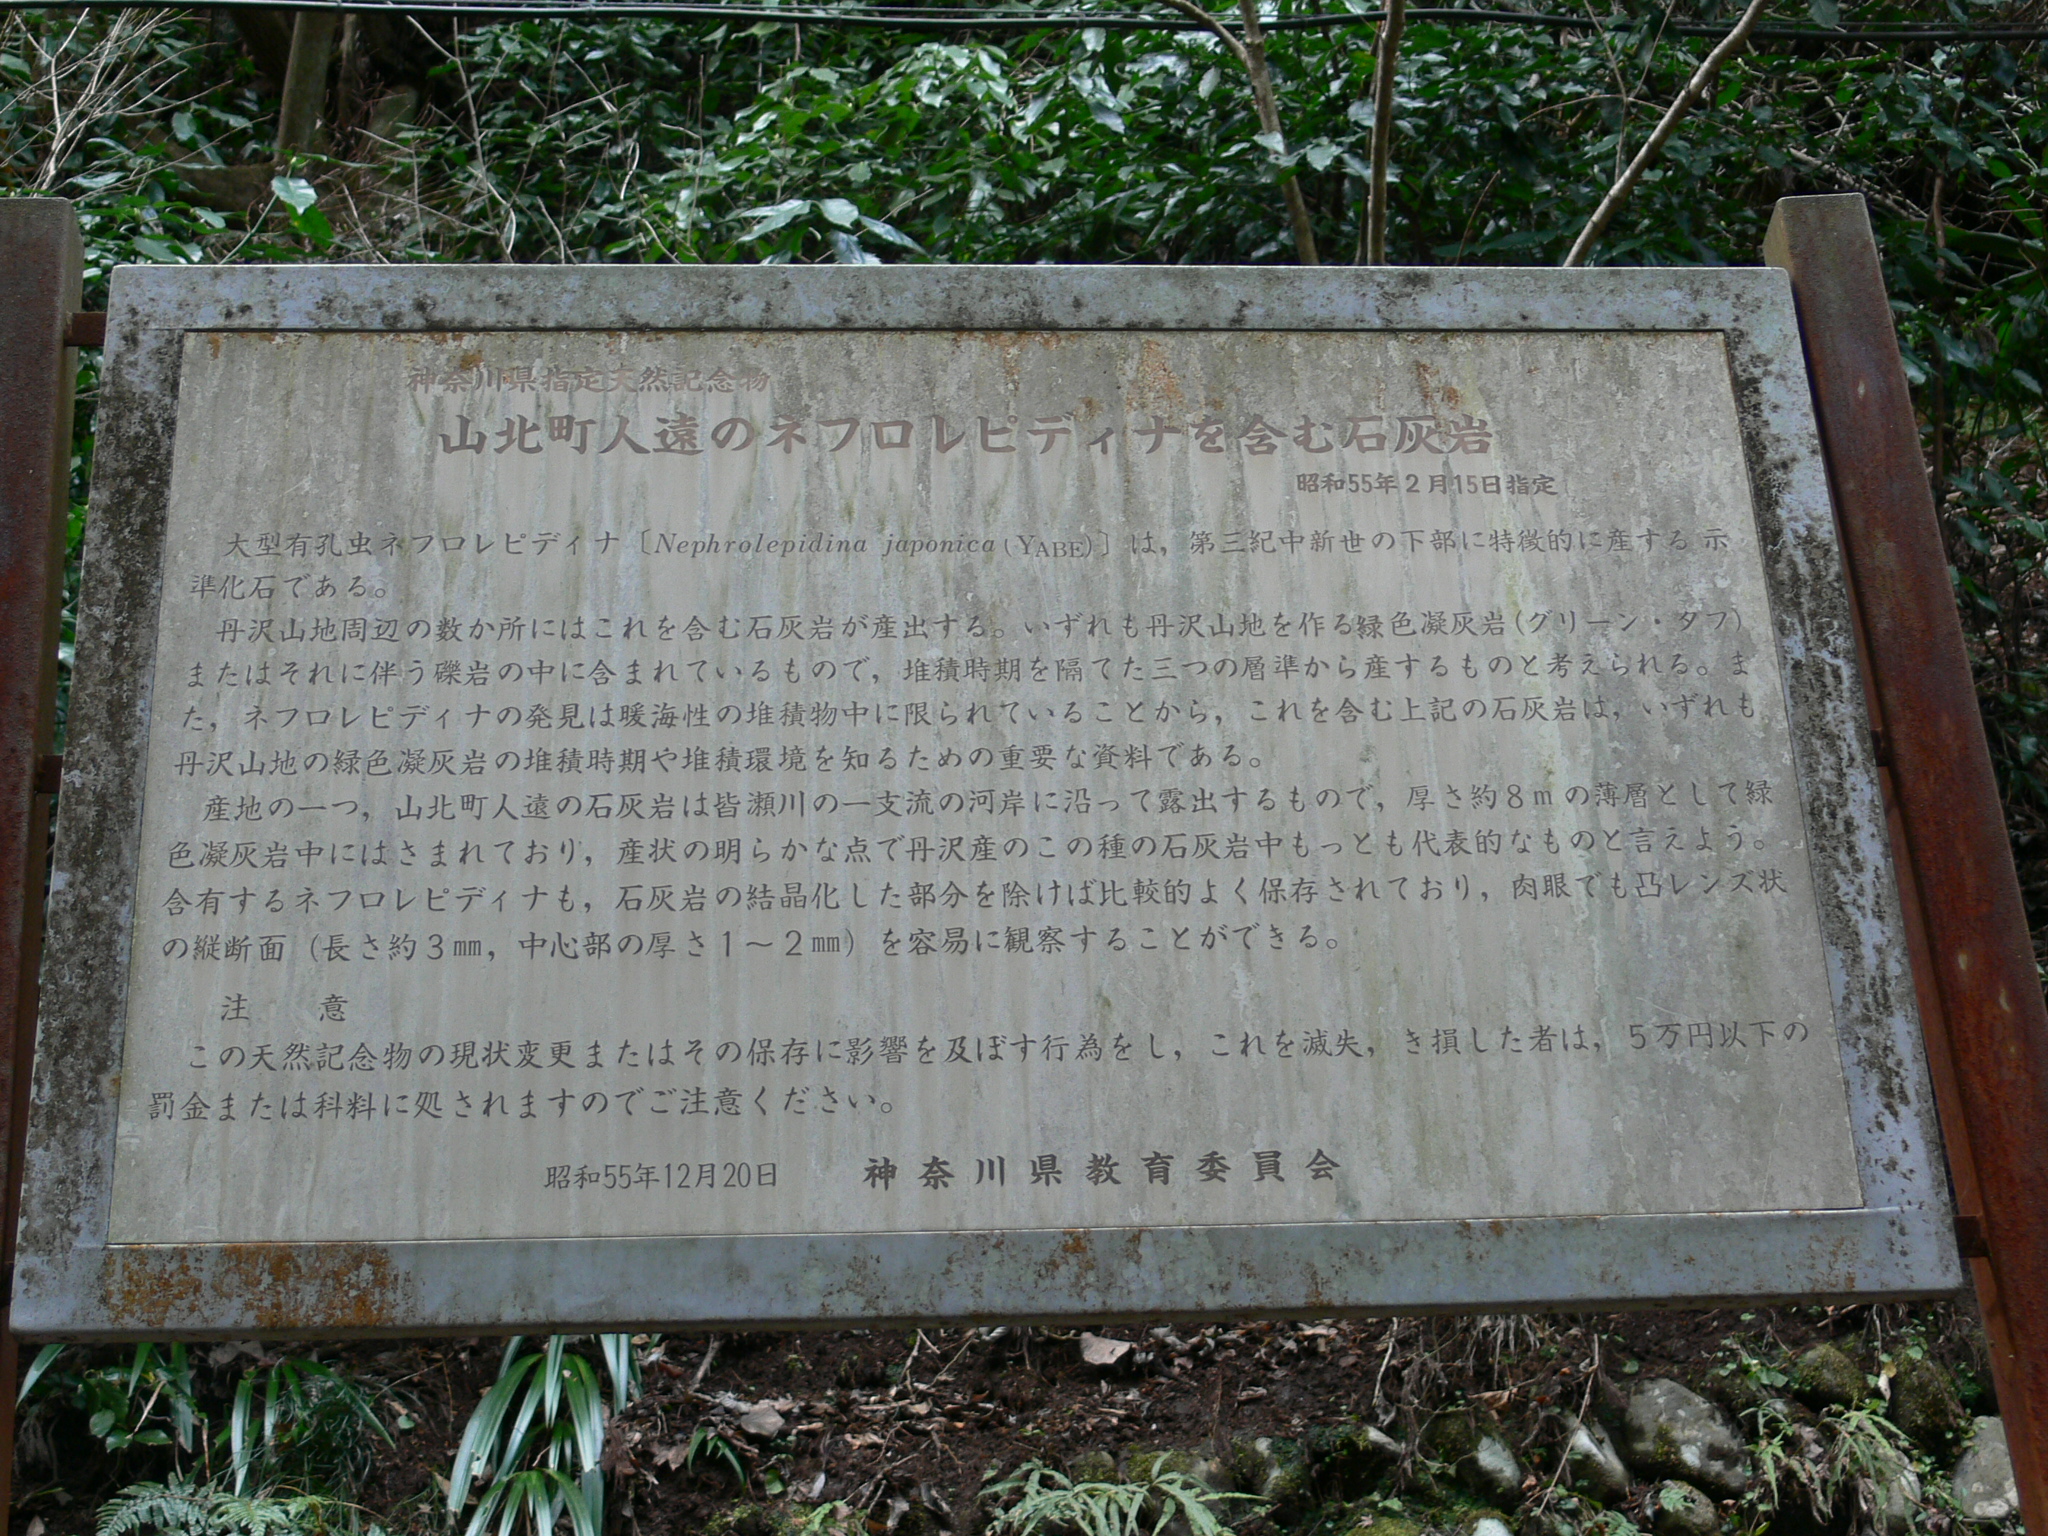 神奈川県指定天然記念物
山北町人遠のネフロレピディナを含む石灰岩
昭和55年2月15日指定
大型有孔虫ネフロレピディナ〔Nephrolepidina japonica (YABE)〕は，第三紀中新世の下部に特徴的に産する示
準化石である。
丹沢山地周辺の数か所にはこれを含む石灰岩が産出する。いずれも丹沢山地を作る緑色凝灰岩(グリーン・タフ)
またはそれに伴う礫岩の中に含まれているもので，堆積時期を隔てた三つの層準から産するものと考えられる。ま
た，ネフロレピディナの発見は暖海性の堆積物中に限られていることから，これを含む上記の石灰岩は，いずれも
丹沢山地の緑色凝灰岩の堆積時期や堆積環境を知るための重要な資料である。
産地の一つ，山北町人遠の石灰岩は皆瀬川の一支流の河岸に沿って露出するもので，厚さ約8mの薄層として緑
色凝灰岩中にはさまれており，産状の明らかな点で丹沢産のこの種の石灰岩中もっとも代表的なものと言えよう。
含有するネフロレピディナも，石灰岩の結晶化した部分を除けば比較的よく保存されており，肉眼でも凸レンズ状
の縦断面（長さ約3㎜，中心部の厚さ1～2㎜）を容易に観察することができる。
注　意
この天然記念物の現状変更またはその保存に影響を及ぼす行為をし，これを滅失，き損した者は，5万円以下の
罰金または科料に処されますのでご注意ください。
昭和55年12月20日　神奈川県教育委員会